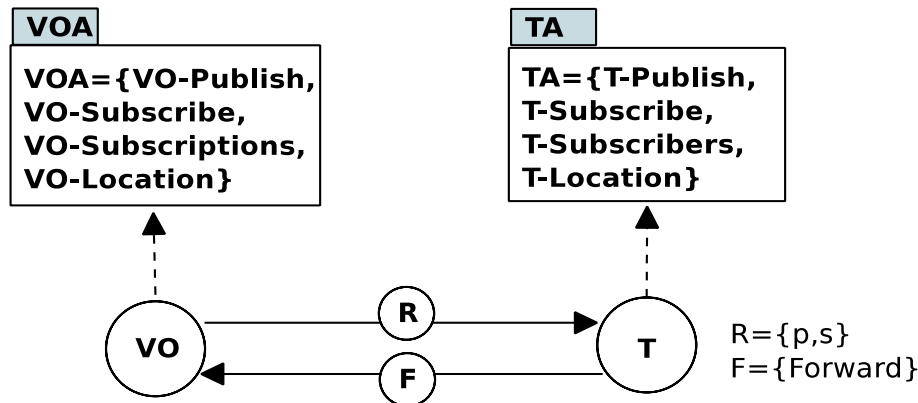 VOA
VOA={VO-Publish,
VO-Subscribe,
VO-Subscriptions,
VO-Location}
TA
TA={T-Publish,
T-Subscribe,
T-Subscribers,
T-Location}
R
VO
T
F
R={p,s}
F={Forward}